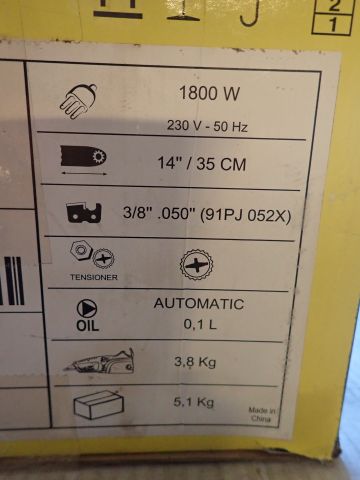 2
1
1800 W
230 V - 50 Hz
14" / 35 CM
3/8" .050" (91PJ 052X)
TENSIONER
AUTOMATIC
OIL
0,1 L
3,8 Kg
5,1 Kg
Made in
China